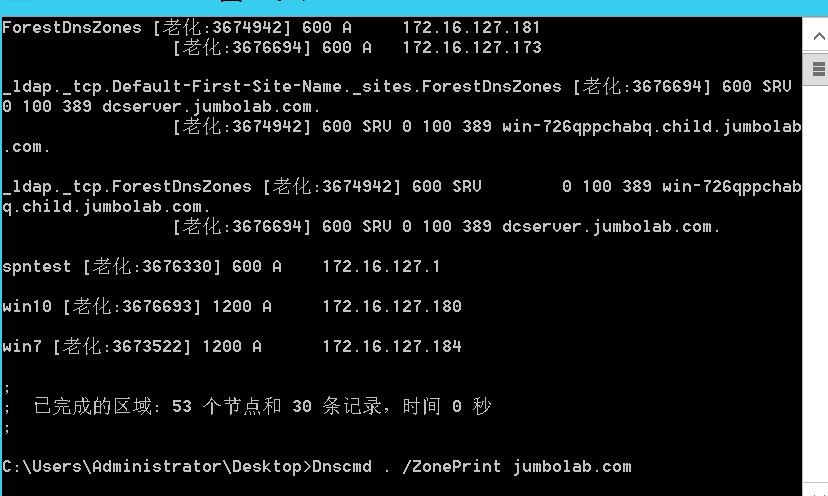 ForestDnsZones [老化:3674942] 600 A 172.16.127.181
[老化:3676694] 600 A 172.16.127.173
_ldap._tcp.Default-First-Site-Name._sites.ForestDnsZones [老化:3676694] 600 SRV
0 100 389 dcserver.jumbolab.com.
[老化:3674942] 600 SRV 0 100 389 win-726qppchabq.child.jumbolab
.com.
_ldap._tcp.ForestDnsZones [老化:3674942] 600 SRV 0 100 389 win-726qppchab
q.child.jumbolab.com.
[老化:3676694] 600 SRV 0 100 389 dcserver.jumbolab.com.
spntest [老化:3676330] 600 A 172.16.127.1
win10 [老化:3676693] 1200 A 172.16.127.180
win7 [老化:3673522] 1200 A 172.16.127.184
;
; 已完成的区域: 53 个节点和 30 条记录，时间 0 秒
;
C:\Users\Administrator\Desktop>Dnscmd . /ZonePrint jumbolab.com